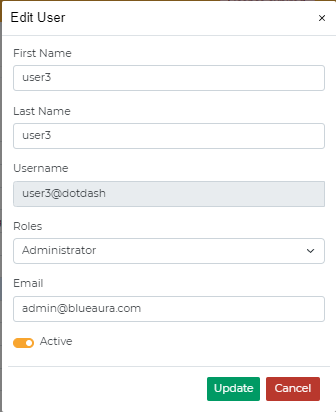 Edit User
×
First Name
user3
Last Name
user3
Username
user3@dotdash
Roles
Administrator
Email
admin@blueaura.com
Active
Update Cancel